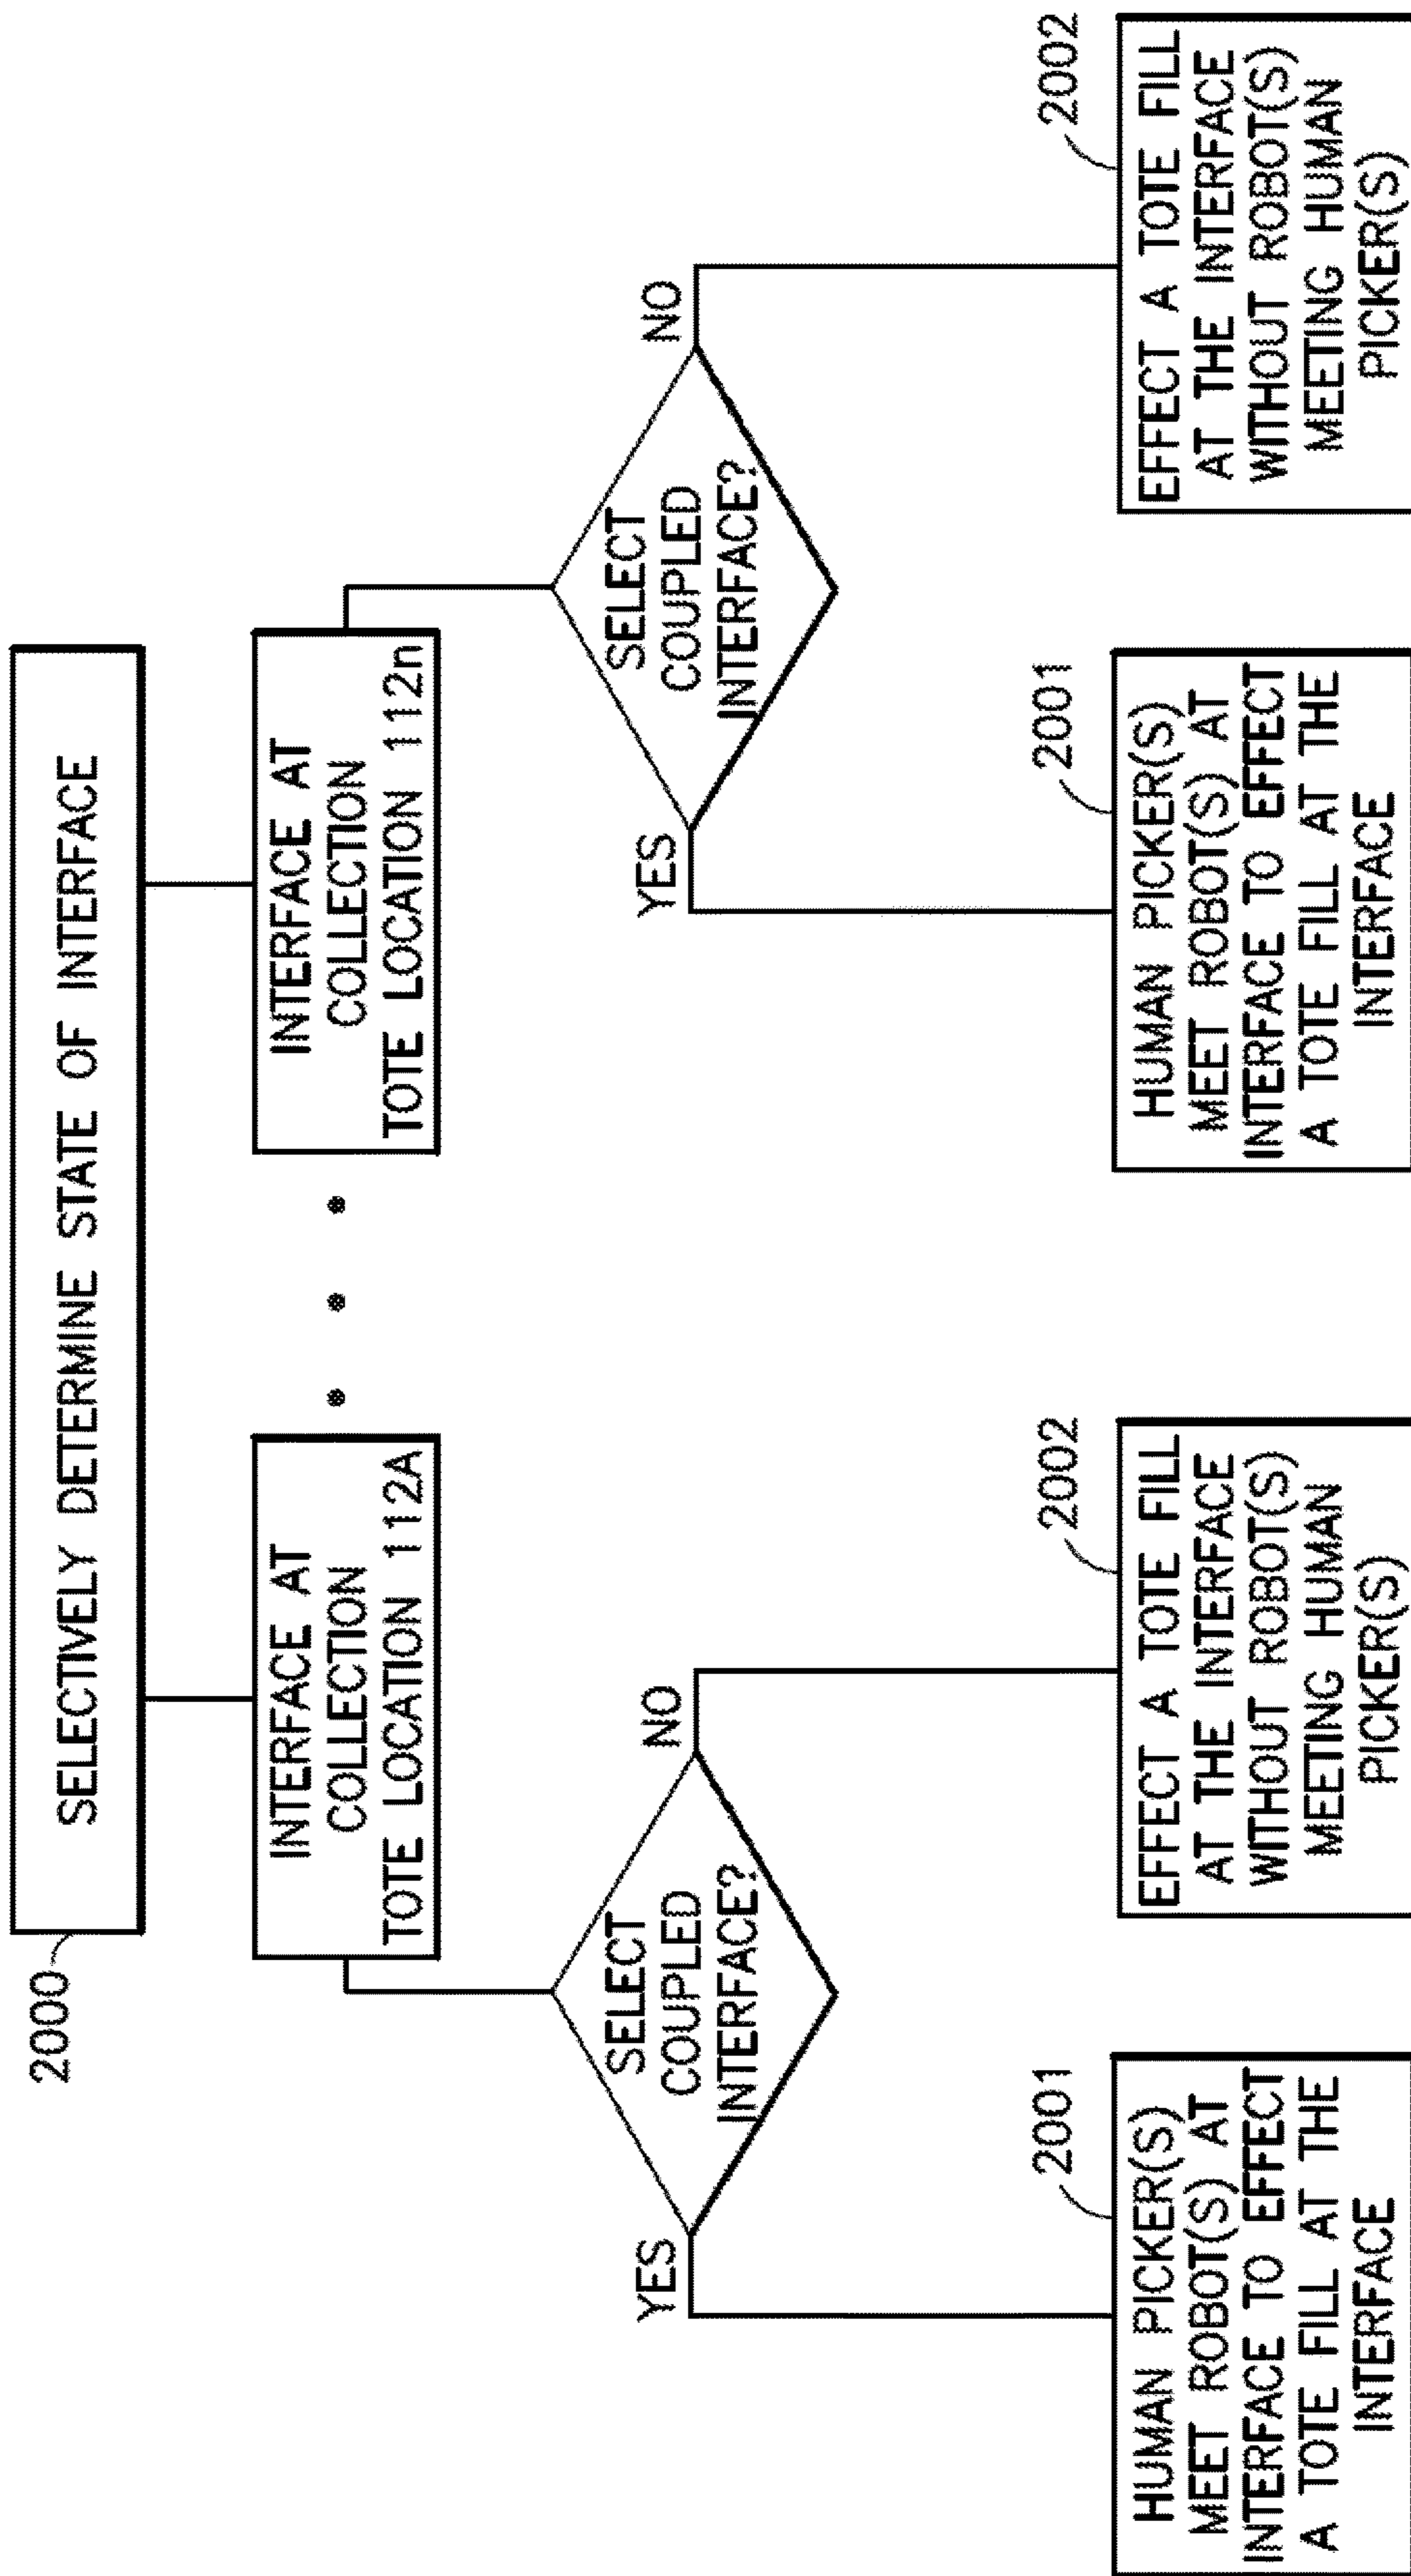 2000
SELECTIVELY DETERMINE STATE OF INTERFACE
INTERFACE AT
COLLECTION
TOTE LOCATION 112A
INTERFACE AT
COLLECTION
TOTE LOCATION 112n
SELECT
COUPLED
INTERFACE?
YES
NO
SELECT
COUPLED
INTERFACE?
YES
NO
2001
HUMAN PICKER(S)
MEET ROBOT(S) AT
INTERFACE TO EFFECT
A TOTE FILL AT THE
INTERFACE
2002
EFFECT A TOTE FILL
AT THE INTERFACE
WITHOUT ROBOT(S)
MEETING HUMAN
PICKER(S)
2001
HUMAN PICKER(S)
MEET ROBOT(S) AT
INTERFACE TO EFFECT
A TOTE FILL AT THE
INTERFACE
2002
EFFECT A TOTE FILL
AT THE INTERFACE
WITHOUT ROBOT(S)
MEETING HUMAN
PICKER(S)